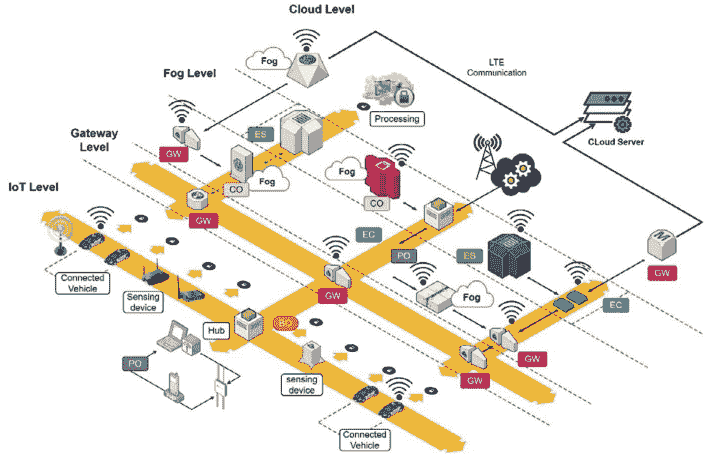 Cloud Level
Fog
LTE
Communication
Fog Level
Processing
ES
CLoud Server
Gateway
Level
GW
CO
Fog
Fog
CO
IoT Level
GW
EC
PO
ES
M
GW
Connected
Vehicle
Sensing
device
GW
Fog
EC
Hub
GW
PO
GW
sensing
device
Connected
Vehicle